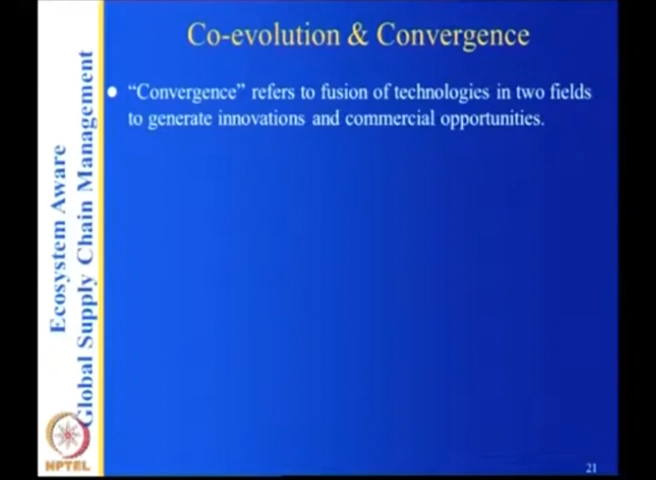 Co-evolution & Convergence
“Convergence” refers to fusion of technologies in two fields
to generate innovations and commercial opportunities.
Ecosystem Aware
Global Supply Chain Management
NPTEL
21